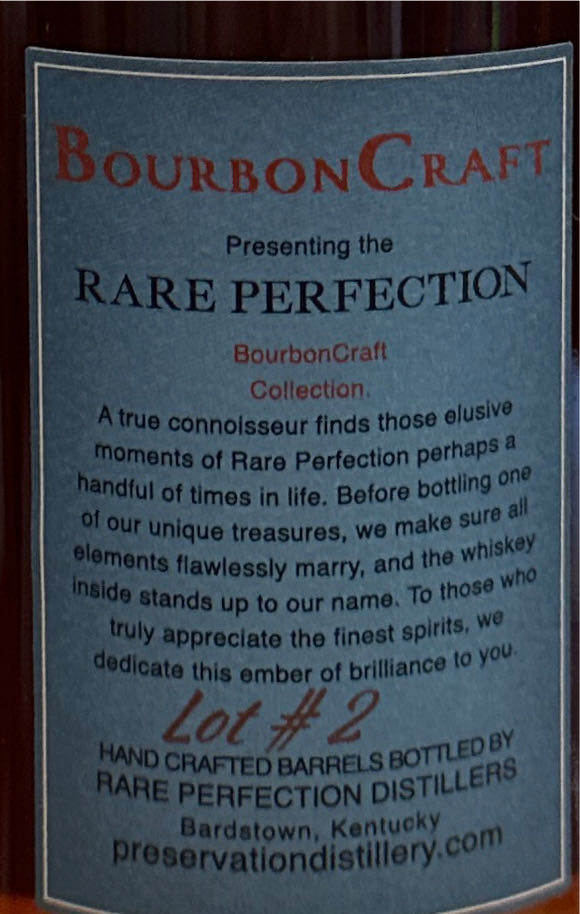 BOURBONCRAFT
Presenting the
RARE PERFECTION
BourbonCraft
Collection.
A true connoisseur finds those elusive
moments of Rare Perfection perhaps a
handful of times in life. Before bottling one
of our unique treasures, we make sure all
elements flawlessly marry, and the whiskey
inside stands up to our name. To those who
truly appreciate the finest spirits, we
dedicate this ember of brilliance to you.
Lot # 2
HAND CRAFTED BARRELS BOTTLED BY
RARE PERFECTION DISTILLERS
Bardstown, Kentucky
preservationdistillery.com